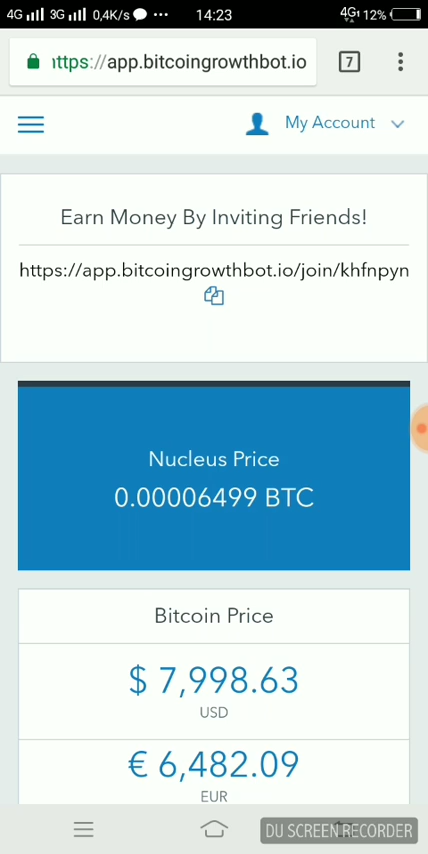 4G 3G 0,4K/s ••• 14:23 4G 12%
ttps://app.bitcoingrowthbot.io 7
My Account
Earn Money By Inviting Friends!
https://app.bitcoingrowthbot.io/join/khfnpyn
Nucleus Price
0.00006499 BTC
Bitcoin Price
$ 7,998.63
USD
€ 6,482.09
EUR
DU SCREEN RECORDER